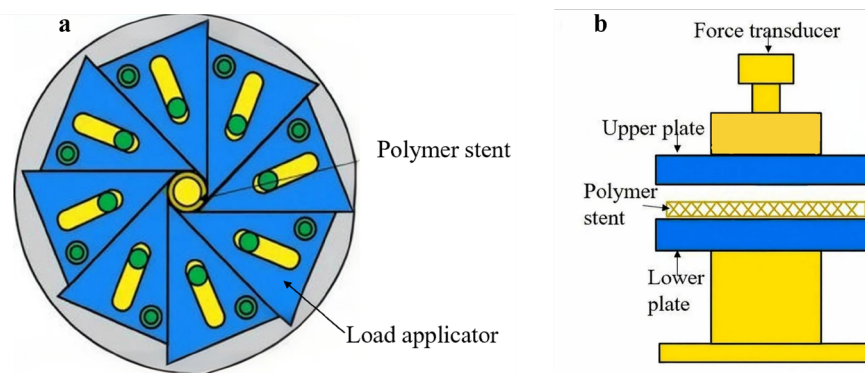 a
Polymer stent
Load applicator
b
Force transducer
Upper plate
Polymer
stent
Lower
plate